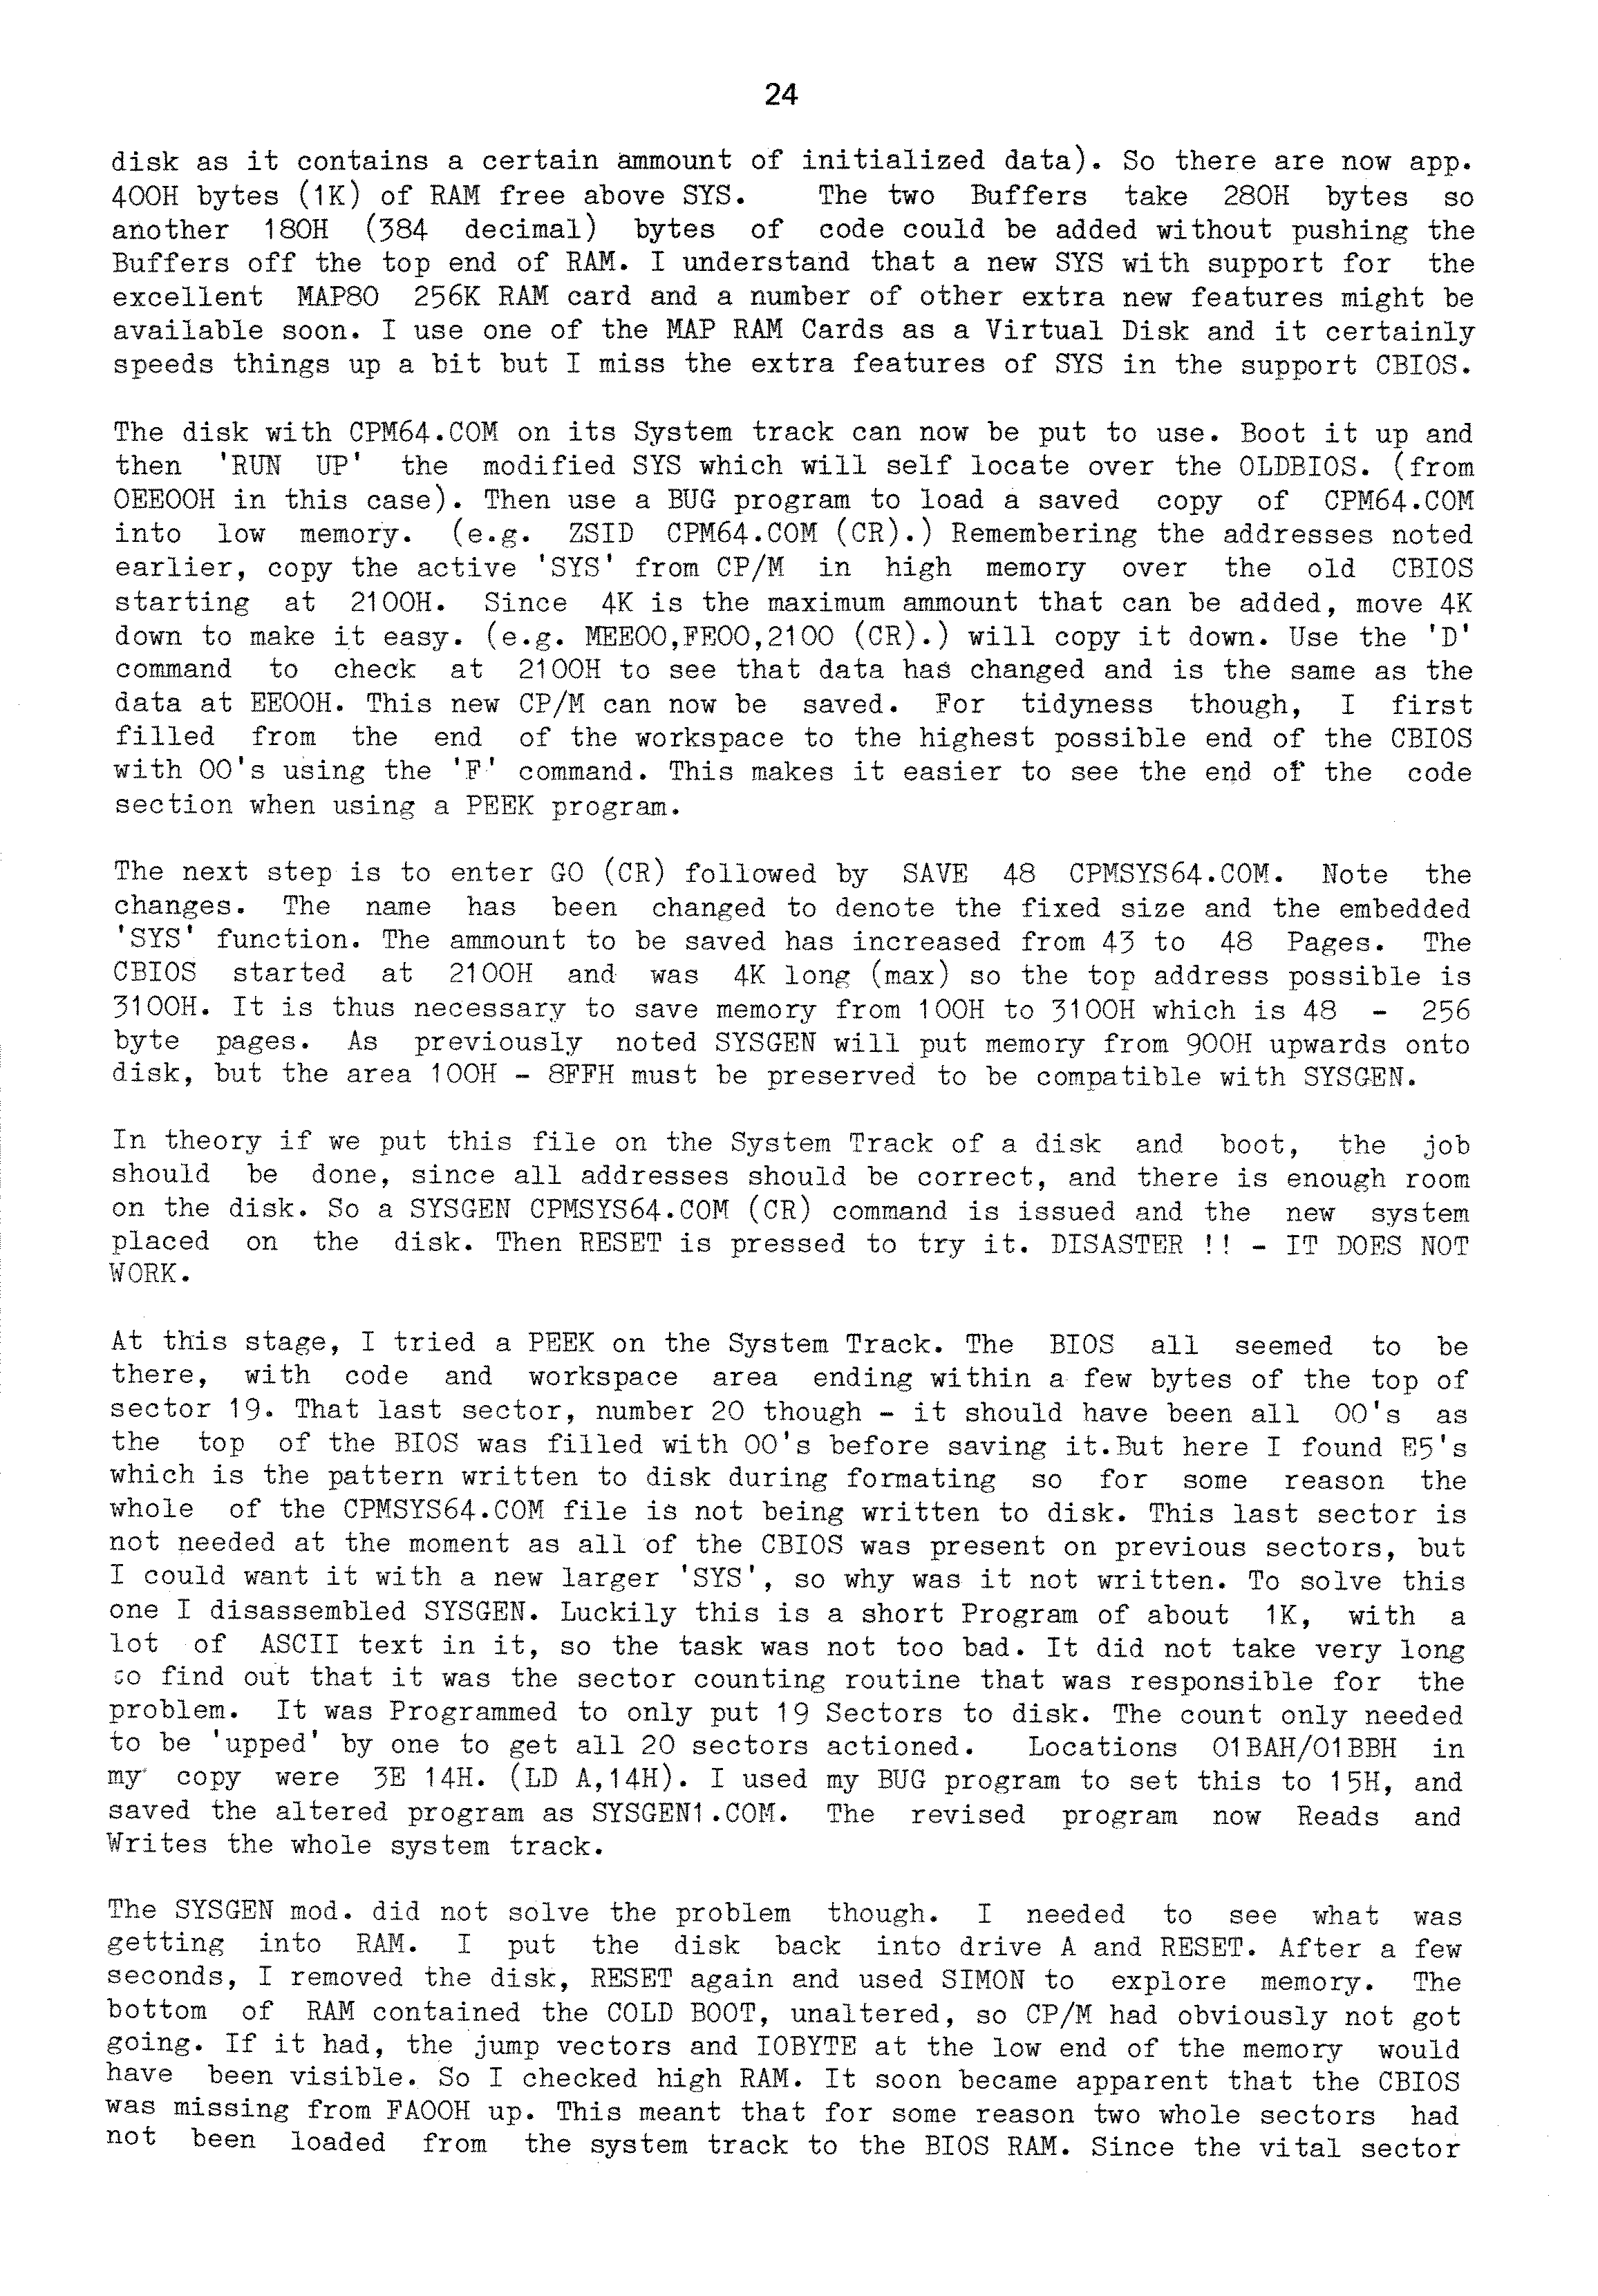 24
disk as it contains a certain ammount of initialized data). So there are now app.
400H bytes (1K) of RAM free above SYS. The two Buffers take 280H bytes so
another 180H (384 decimal) bytes of code could be added without pushing the
Buffers off the top end of RAM. I understand that a new SYS with support for the
excellent MAP80 256K RAM card and a number of other extra new features might be
available soon. I use one of the MAP RAM Cards as a Virtual Disk and it certainly
speeds things up a bit but I miss the extra features of SYS in the support CBIOS.
The disk with CPM64.COM on its System track can now be put to use. Boot it up and
then 'RUN UP' the modified SYS which will self locate over the OLDBIOS. (from
0EE00H in this case). Then use a BUG program to load a saved copy of CPM64.COM
into low memory. (e.g. ZSID CPM64.COM (CR).) Remembering the addresses noted
earlier, copy the active 'SYS' from CP/M in high memory over the old CBIOS
starting at 2100H. Since 4K is the maximum ammount that can be added, move 4K
down to make it easy. (e.g. MEE00,FE00,2100 (CR).) will copy it down. Use the 'D'
command to check at 2100H to see that data has changed and is the same as the
data at EE00H. This new CP/M can now be saved. For tidyness though, I first
filled from the end of the workspace to the highest possible end of the CBIOS
with 00's using the 'F' command. This makes it easier to see the end of the code
section when using a PEEK program.
The next step is to enter G0 (CR) followed by SAVE 48 CPMSYS64.COM. Note the
changes. The name has been changed to denote the fixed size and the embedded
'SYS' function. The ammount to be saved has increased from 43 to 48 Pages. The
CBIOS started at 2100H and was 4K long (max) so the top address possible is
3100H. It is thus necessary to save memory from 100H to 3100H which is 48 - 256
byte pages. As previously noted SYSGEN will put memory from 900H upwards onto
disk, but the area 100H - 8FFH must be preserved to be compatible with SYSGEN.
In theory if we put this file on the System Track of a disk and boot, the job
should be done, since all addresses should be correct, and there is enough room
on the disk. So a SYSGEN CPMSYS64.COM (CR) command is issued and the new system
placed on the disk. Then RESET is pressed to try it. DISASTER !! - IT DOES NOT
WORK.
At this stage, I tried a PEEK on the System Track. The BIOS all seemed to be
there, with code and workspace area ending within a few bytes of the top of
sector 19. That last sector, number 20 though - it should have been all 00's as
the top of the BIOS was filled with 00's before saving it.But here I found E5's
which is the pattern written to disk during formating so for some reason the
whole of the CPMSYS64.COM file is not being written to disk. This last sector is
not needed at the moment as all of the CBIOS was present on previous sectors, but
I could want it with a new larger 'SYS', so why was it not written. To solve this
one I disassembled SYSGEN. Luckily this is a short Program of about 1K, with a
lot of ASCII text in it, so the task was not too bad. It did not take very long
to find out that it was the sector counting routine that was responsible for the
problem. It was Programmed to only put 19 Sectors to disk. The count only needed
to be 'upped' by one to get all 20 sectors actioned. Locations 01BAH/01BBH in
my copy were 3E 14H. (LD A,14H). I used my BUG program to set this to 15H, and
saved the altered program as SYSGEN1.COM. The revised program now Reads and
Writes the whole system track.
The SYSGEN mod. did not solve the problem though. I needed to see what was
getting into RAM. I put the disk back into drive A and RESET. After a few
seconds, I removed the disk, RESET again and used SIMON to explore memory. The
bottom of RAM contained the COLD BOOT, unaltered, so CP/M had obviously not got
going. If it had, the jump vectors and IOBYTE at the low end of the memory would
have been visible. So I checked high RAM. It soon became apparent that the CBIOS
was missing from FA00H up. This meant that for some reason two whole sectors had
not been loaded from the system track to the BIOS RAM. Since the vital sector